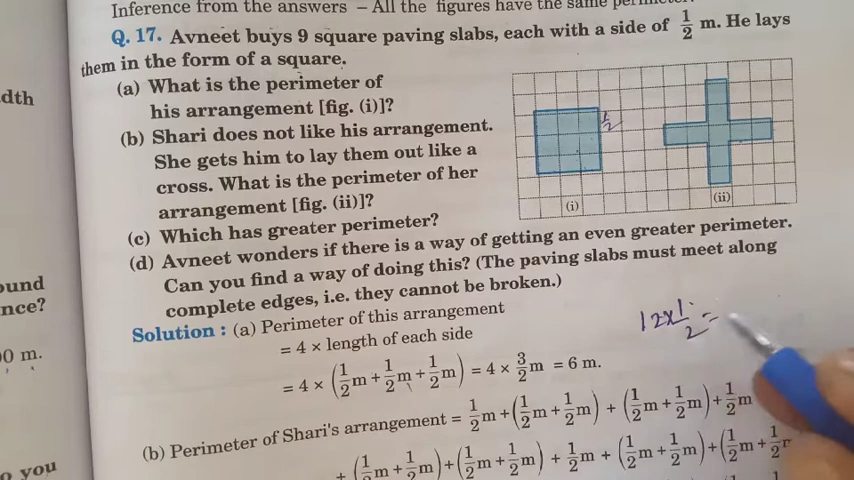 Inference from the answers – All the figures have the same perimeter.
Q. 17. Avneet buys 9 square paving slabs, each with a side of 1/2 m. He lays
them in the form of a square.
dth
(a) What is the perimeter of
his arrangement [fig. (i)]?
(b) Shari does not like his arrangement.
She gets him to lay them out like a
cross. What is the perimeter of her
arrangement [fig. (ii)]?
1/2
(i)
(ii)
(c) Which has greater perimeter?
(d) Avneet wonders if there is a way of getting an even greater perimeter.
Can you find a way of doing this? (The paving slabs must meet along
complete edges, i.e. they cannot be broken.)
ound
nce?
0 m.
o you
Solution : (a) Perimeter of this arrangement
= 4 × length of each side
= 4 × (1/2 m + 1/2 m + 1/2 m) = 4 × 3/2 m = 6 m.
12 × 1/2 =
(b) Perimeter of Shari's arrangement = 1/2 m + (1/2 m + 1/2 m) + (1/2 m + 1/2 m) + 1/2 m
+ (1/2 m + 1/2 m) + (1/2 m + 1/2 m) + 1/2 m + (1/2 m + 1/2 m) + (1/2 m + 1/2 m